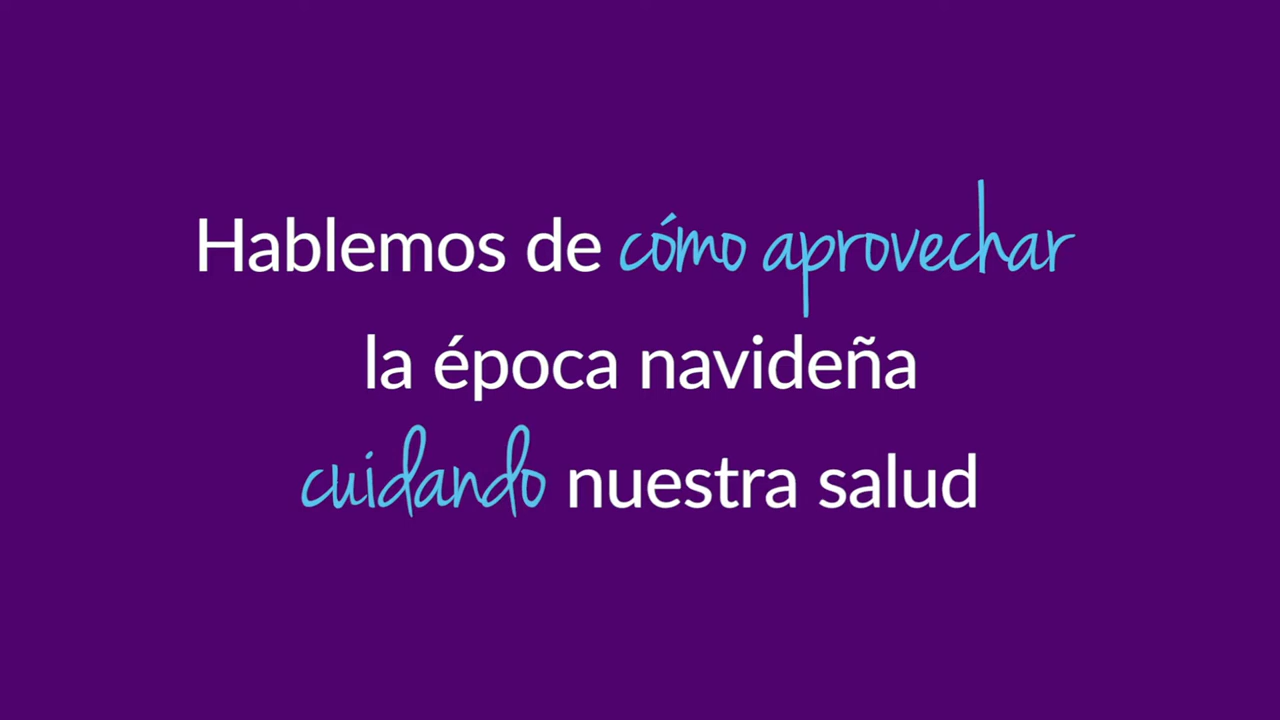 Hablemos de cómo aprovechar
la época navideña
cuidando nuestra salud